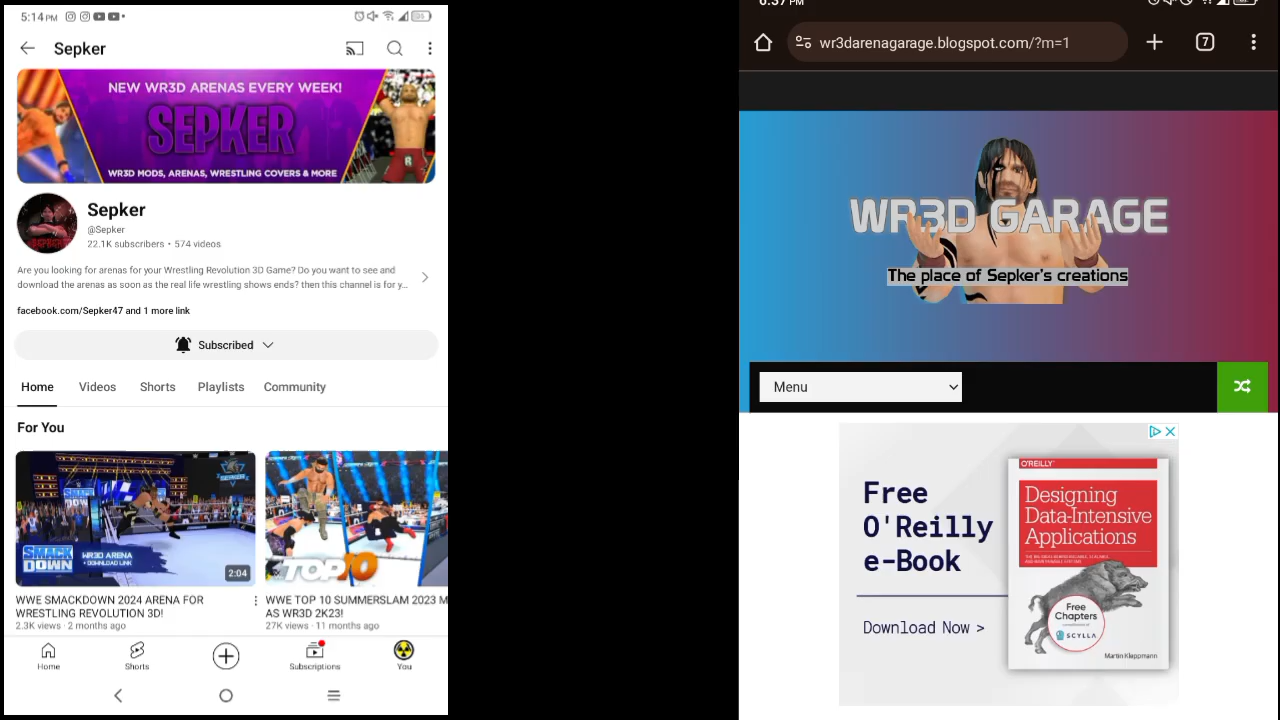 5:14 PM
Sepker
NEW WR3D ARENAS EVERY WEEK!
SEPKER
WR3D MODS, ARENAS, WRESTLING COVERS & MORE
Sepker
@Sepker
22.1K subscribers • 574 videos
Are you looking for arenas for your Wrestling Revolution 3D Game? Do you want to see and
download the arenas as soon as the real life wrestling shows ends? then this channel is for y...
facebook.com/Sepker47 and 1 more link
Subscribed
Home Videos Shorts Playlists Community
For You
SMACK
DOWN
WR3D ARENA
+ DOWNLOAD LINK
2:04
TOP 10
WWE SMACKDOWN 2024 ARENA FOR
WRESTLING REVOLUTION 3D!
2.3K views · 2 months ago
WWE TOP 10 SUMMERSLAM 2023 M
AS WR3D 2K23!
27K views · 11 months ago
Home Shorts Subscriptions You
6:37 PM
wr3darenagarage.blogspot.com/?m=1
7
WR3D GARAGE
The place of Sepker's creations
Menu
Free
O'Reilly
e-Book
Download Now >
O'REILLY
Designing
Data-Intensive
Applications
Free
Chapters
SCYLLA
Martin Kleppmann